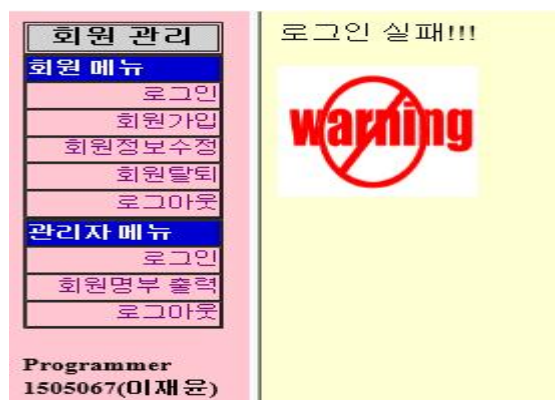 회원 관리
회원 메뉴
로그인
회원가입
회원정보수정
회원탈퇴
로그아웃
관리자 메뉴
로그인
회원명부 출력
로그아웃
Programmer
1505067(이재윤)
로그인 실패!!!
warning